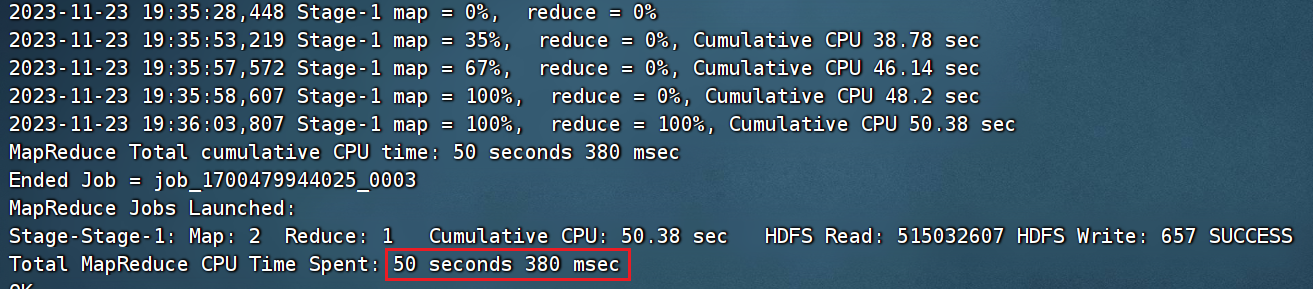 2023-11-23 19:35:28,448 Stage-1 map = 0%,  reduce = 0%
2023-11-23 19:35:53,219 Stage-1 map = 35%,  reduce = 0%, Cumulative CPU 38.78 sec
2023-11-23 19:35:57,572 Stage-1 map = 67%,  reduce = 0%, Cumulative CPU 46.14 sec
2023-11-23 19:35:58,607 Stage-1 map = 100%,  reduce = 0%, Cumulative CPU 48.2 sec
2023-11-23 19:36:03,807 Stage-1 map = 100%,  reduce = 100%, Cumulative CPU 50.38 sec
MapReduce Total cumulative CPU time: 50 seconds 380 msec
Ended Job = job_1700479944025_0003
MapReduce Jobs Launched:
Stage-Stage-1: Map: 2  Reduce: 1   Cumulative CPU: 50.38 sec   HDFS Read: 515032607 HDFS Write: 657 SUCCESS
Total MapReduce CPU Time Spent: 50 seconds 380 msec